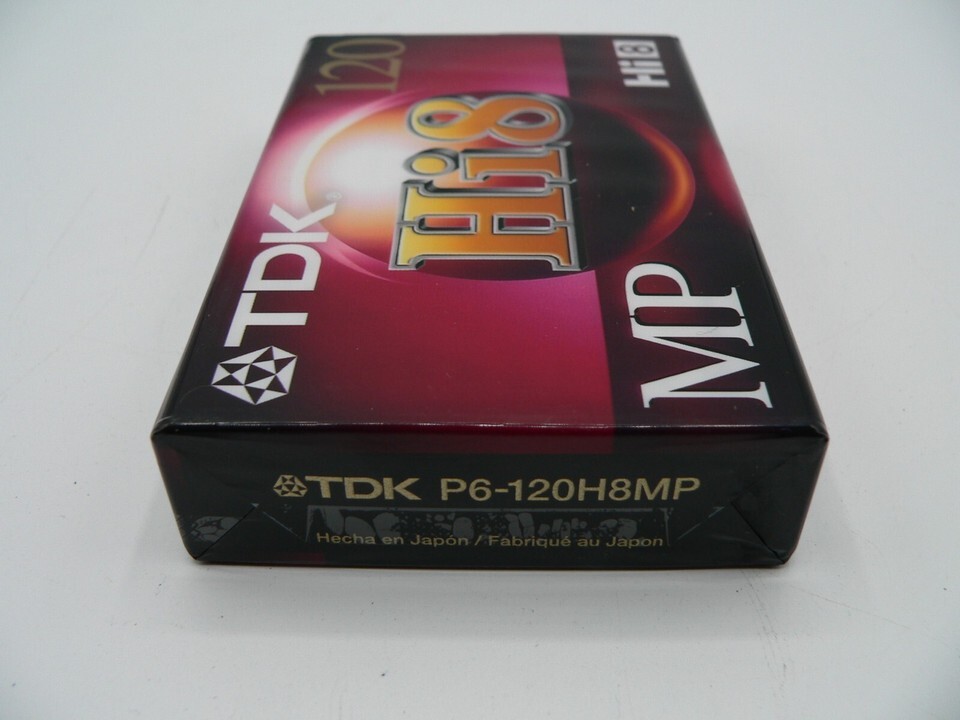 120
Hi8
Hi8
TDK
MP
TDK P6-120H8MP
Hecha en Japón / Fabriqué au Japon